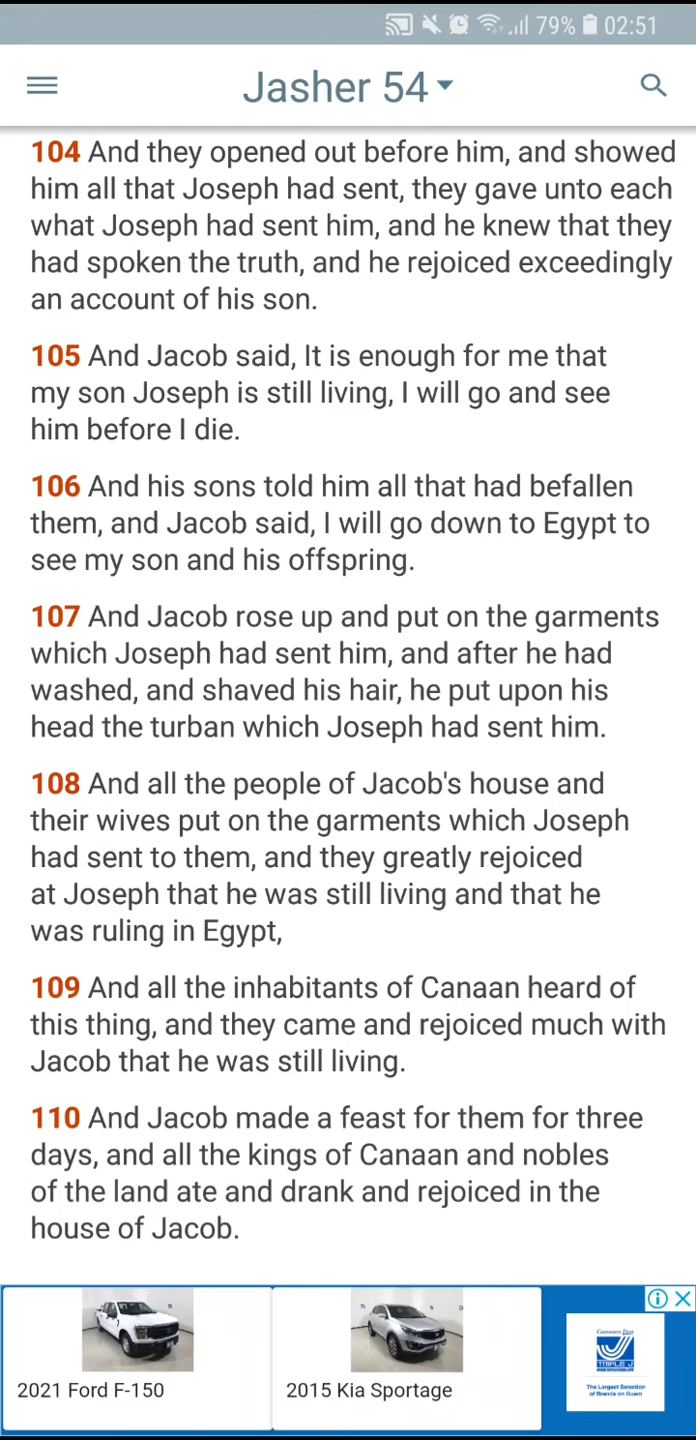 79% 02:51
Jasher 54
104 And they opened out before him, and showed
him all that Joseph had sent, they gave unto each
what Joseph had sent him, and he knew that they
had spoken the truth, and he rejoiced exceedingly
an account of his son.
105 And Jacob said, It is enough for me that
my son Joseph is still living, I will go and see
him before I die.
106 And his sons told him all that had befallen
them, and Jacob said, I will go down to Egypt to
see my son and his offspring.
107 And Jacob rose up and put on the garments
which Joseph had sent him, and after he had
washed, and shaved his hair, he put upon his
head the turban which Joseph had sent him.
108 And all the people of Jacob's house and
their wives put on the garments which Joseph
had sent to them, and they greatly rejoiced
at Joseph that he was still living and that he
was ruling in Egypt,
109 And all the inhabitants of Canaan heard of
this thing, and they came and rejoiced much with
Jacob that he was still living.
110 And Jacob made a feast for them for three
days, and all the kings of Canaan and nobles
of the land ate and drank and rejoiced in the
house of Jacob.
2021 Ford F-150
2015 Kia Sportage
Customers First
TRIPLE J
The Largest Selection
of Brands on Guam